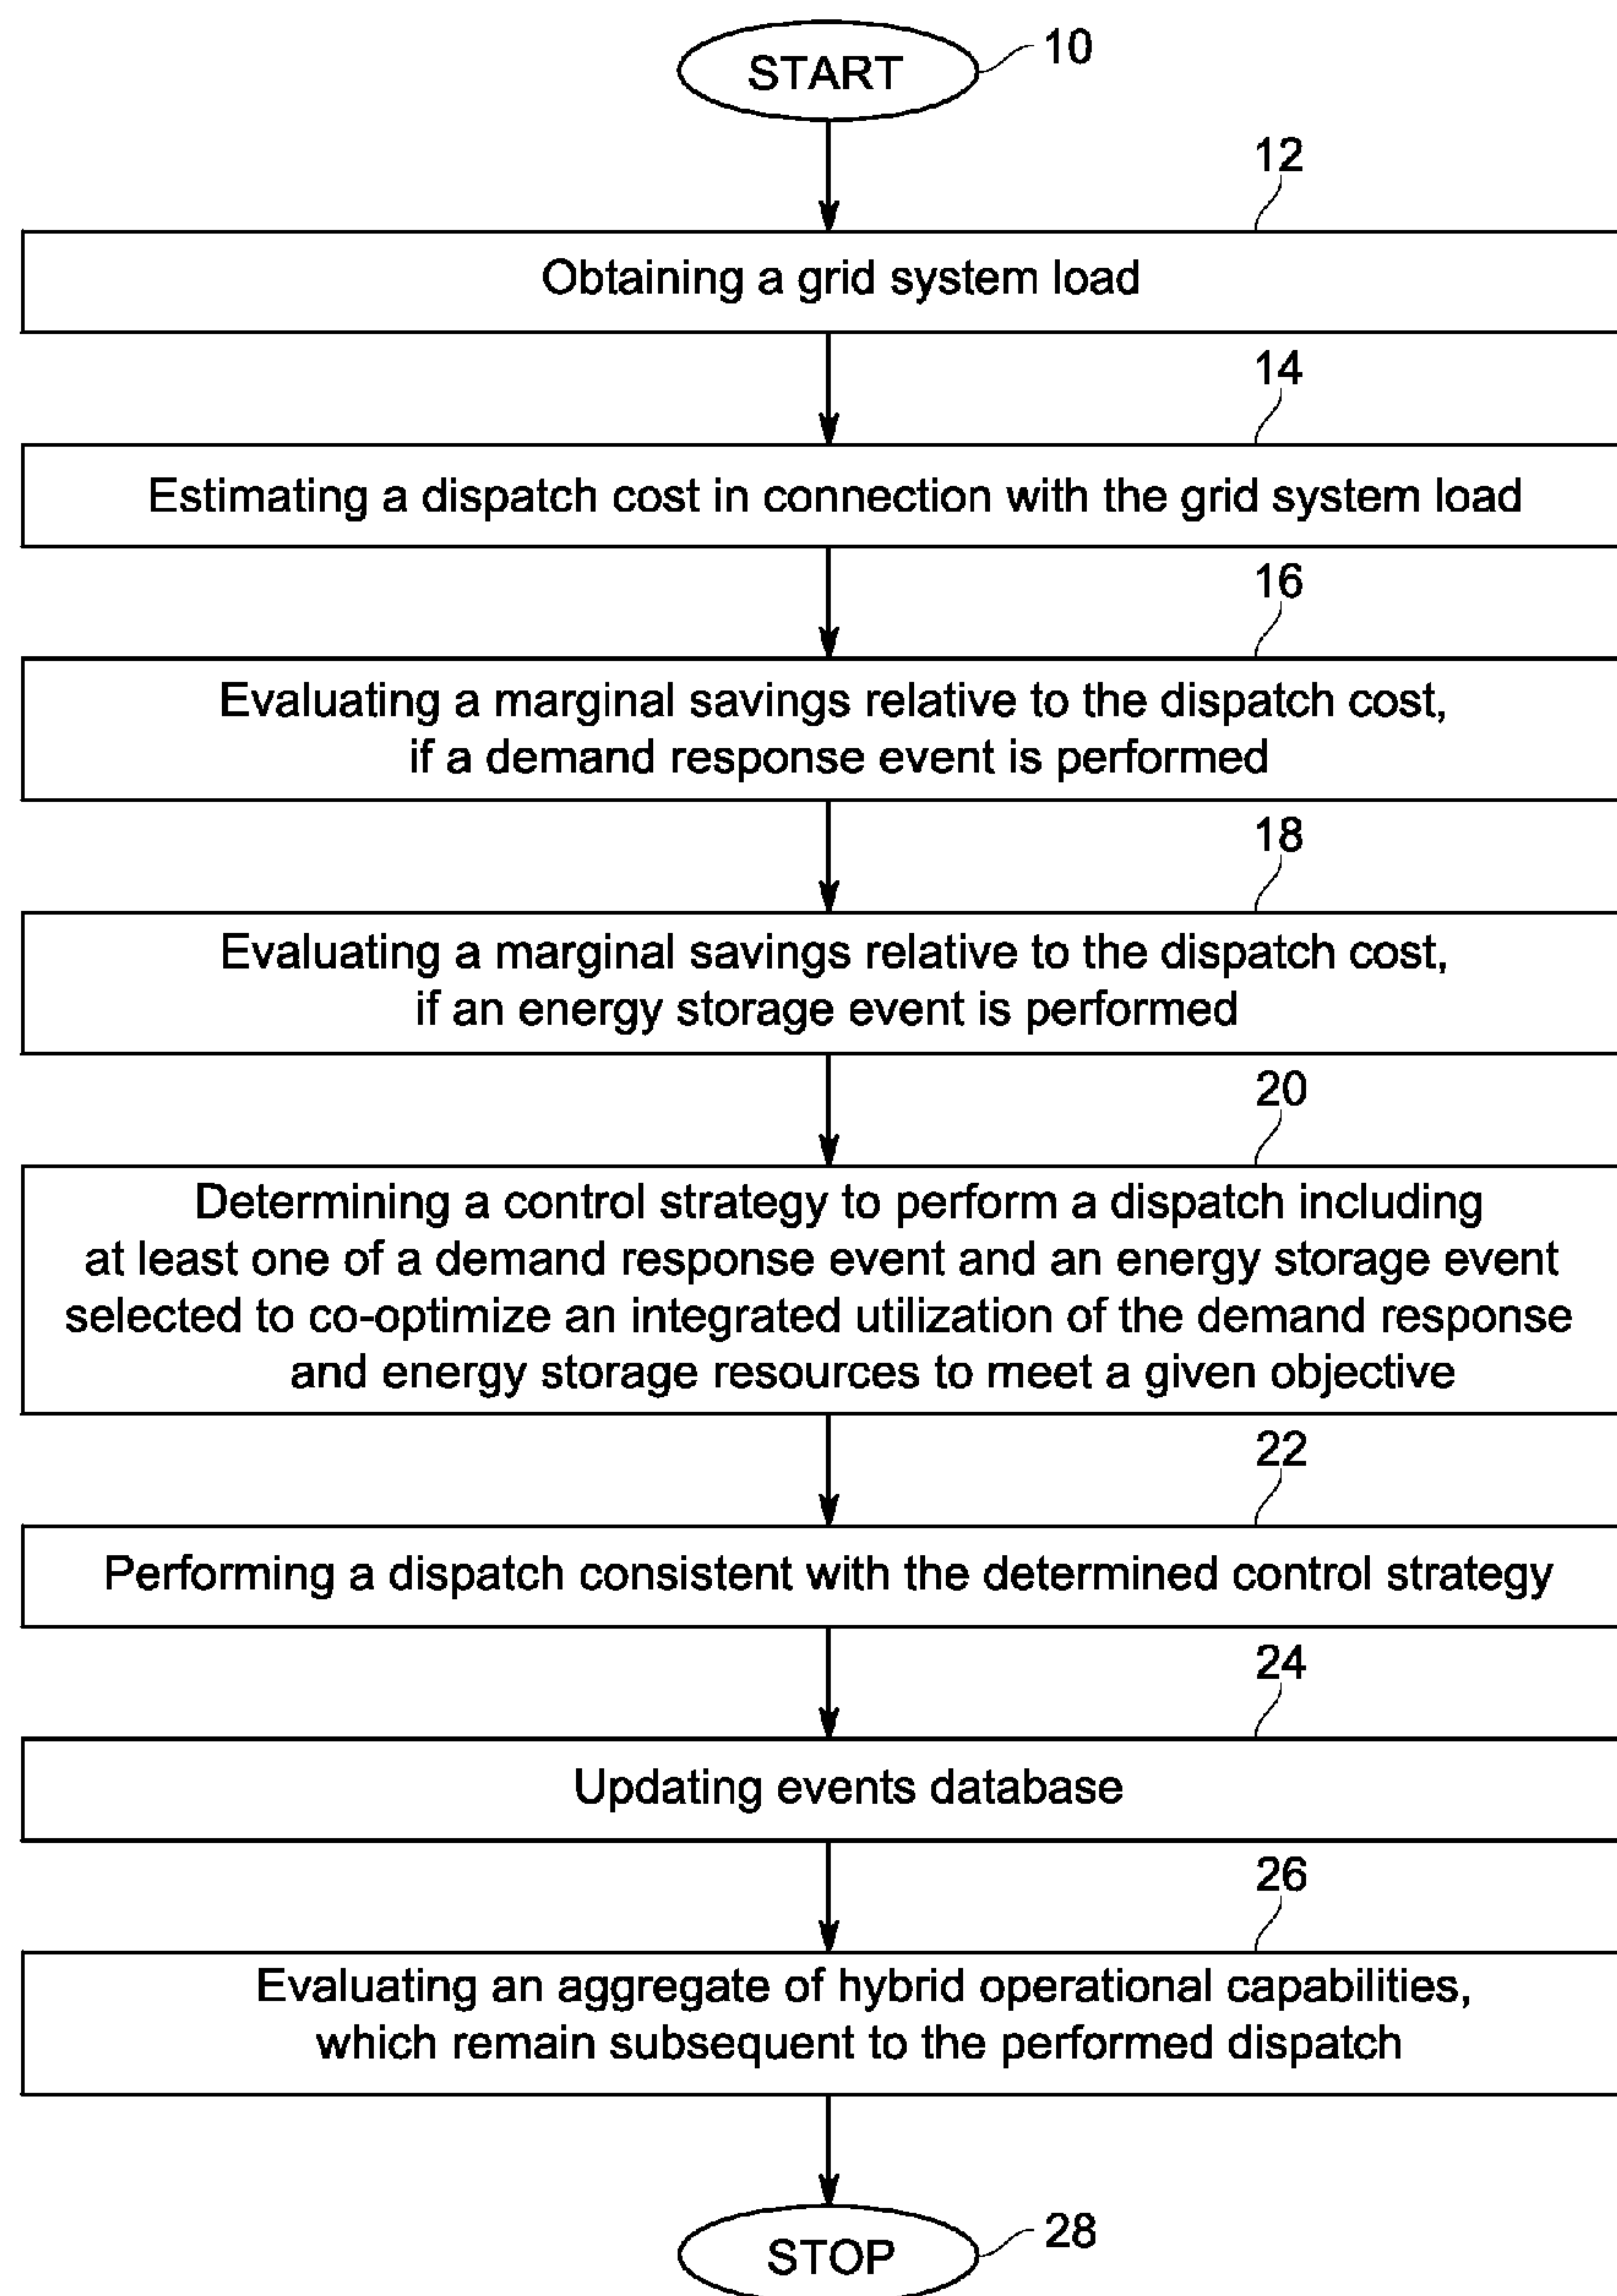 START
10
12
Obtaining a grid system load
14
Estimating a dispatch cost in connection with the grid system load
16
Evaluating a marginal savings relative to the dispatch cost,
if a demand response event is performed
18
Evaluating a marginal savings relative to the dispatch cost,
if an energy storage event is performed
20
Determining a control strategy to perform a dispatch including
at least one of a demand response event and an energy storage event
selected to co-optimize an integrated utilization of the demand response
and energy storage resources to meet a given objective
22
Performing a dispatch consistent with the determined control strategy
24
Updating events database
26
Evaluating an aggregate of hybrid operational capabilities,
which remain subsequent to the performed dispatch
STOP
28